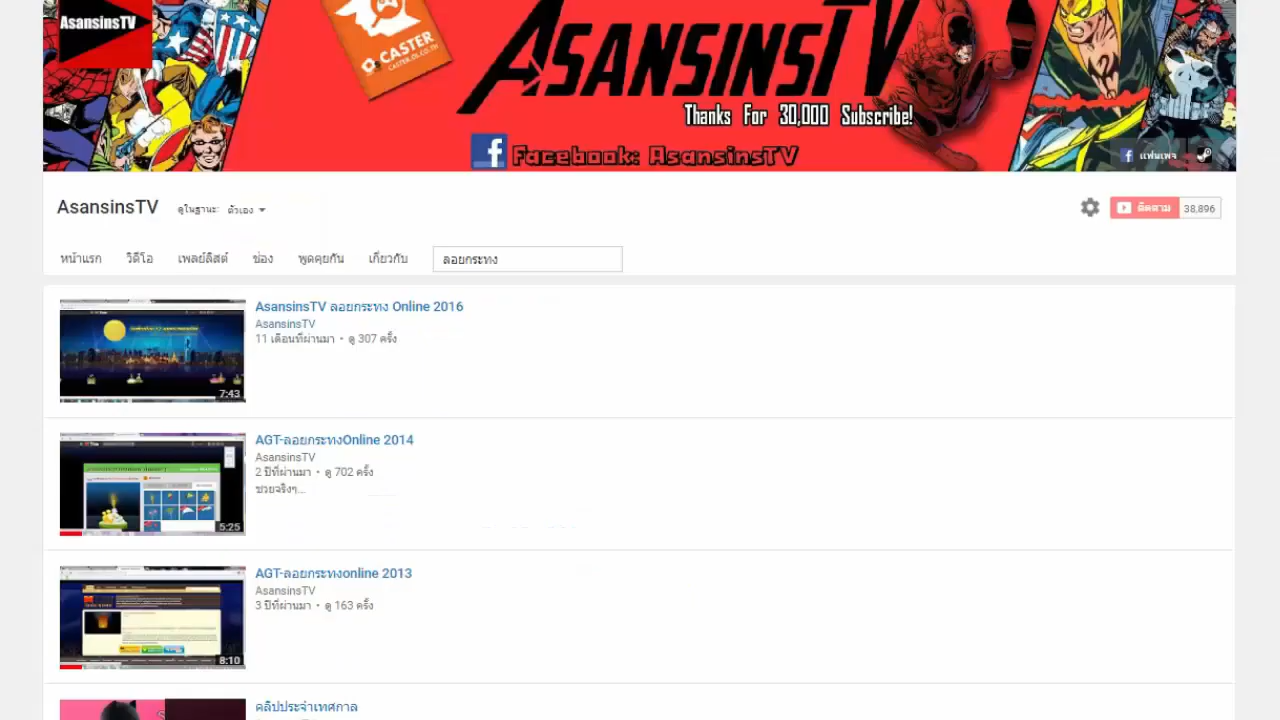 AsansinsTV
CASTER
CASTER.OL.CO.TH
ASANSINSTV
Thanks For 30,000 Subscribe!
Facebook: AsansinsTV
แฟนเพจ
AsansinsTV ดูในฐานะ: ตัวเอง
ติดตาม 38,896
หน้าแรก วิดีโอ เพลย์ลิสต์ ช่อง พูดคุยกัน เกี่ยวกับ ลอยกระทง
AsansinsTV ลอยกระทง Online 2016
AsansinsTV
11 เดือนที่ผ่านมา • ดู 307 ครั้ง
7:43
AGT-ลอยกระทงOnline 2014
AsansinsTV
2 ปีที่ผ่านมา • ดู 702 ครั้ง
ซวยจริงๆ...
5:25
AGT-ลอยกระทงonline 2013
AsansinsTV
3 ปีที่ผ่านมา • ดู 163 ครั้ง
8:10
คลิปประจำเทศกาล